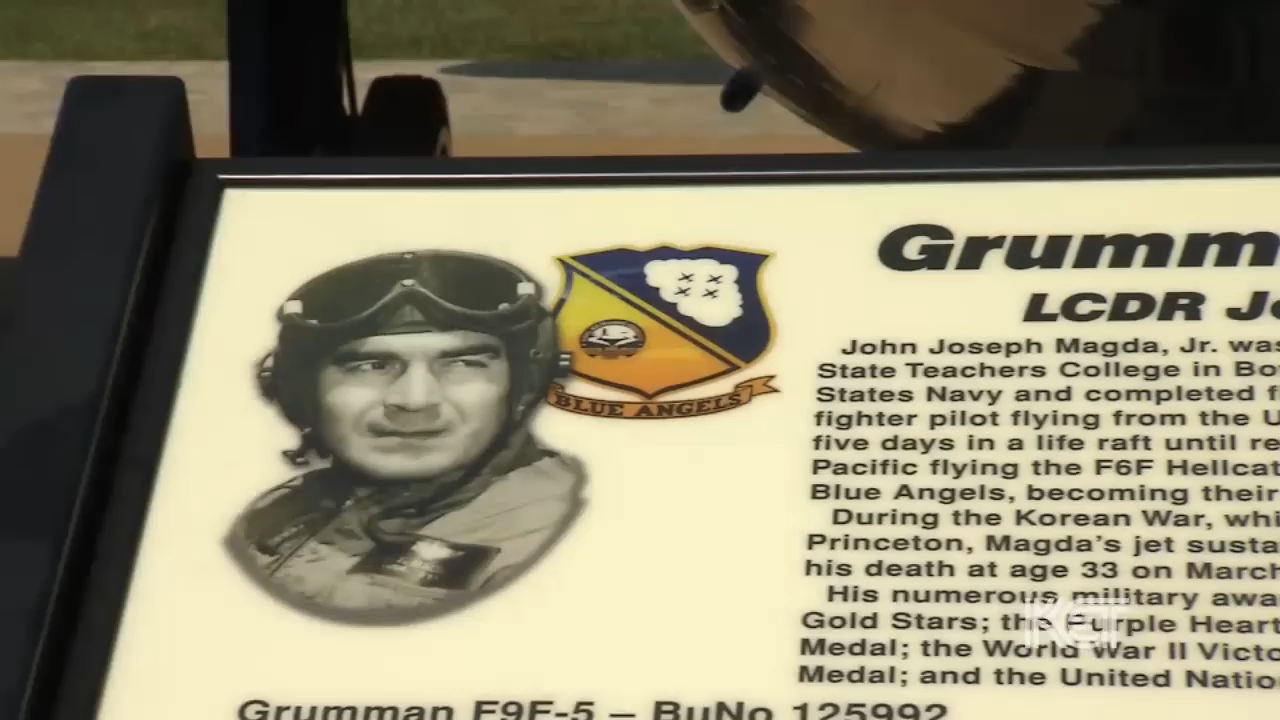 Grumm
LCDR J
BLUE ANGELS
John Joseph Magda, Jr. was
State Teachers College in Bo
States Navy and completed f
fighter pilot flying from the U
five days in a life raft until re
Pacific flying the F6F Hellcat
Blue Angels, becoming their
During the Korean War, whi
Princeton, Magda's jet susta
his death at age 33 on March
His numerous military awa
Gold Stars; the Purple Heart
Medal; the World War II Victo
Medal; and the United Natio
KET
Grumman F9F-5 – BuNo 125992